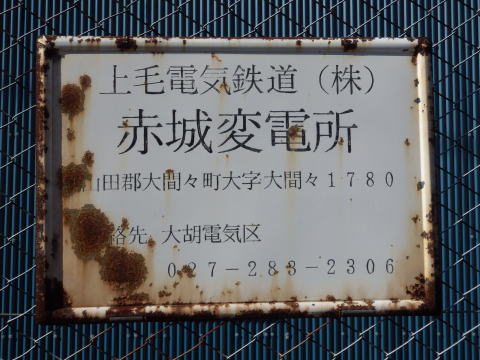 上毛電気鉄道（株）
赤城変電所
山田郡大間々町大字大間々１７８０
絡先 大胡電気区
０２７－２８３－２３０６